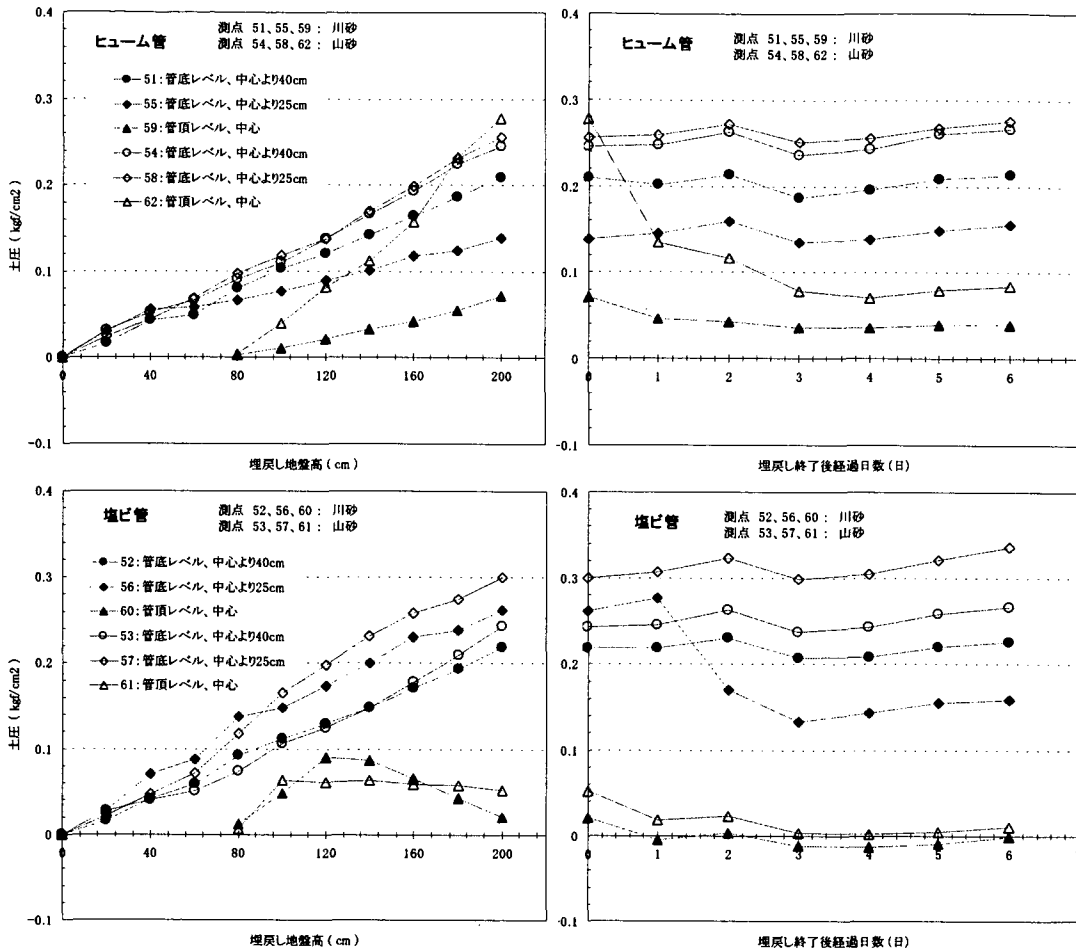 0.4
ヒューム管
測点 51、55、59： 川砂
測点 54、58、62： 山砂
0.3
51：管底レベル、中心より40cm
55：管底レベル、中心より25cm
59：管頂レベル、中心
54：管底レベル、中心より40cm
58：管底レベル、中心より25cm
62：管頂レベル、中心
0.2
土圧 ( kgf/cm2 )
0.1
0
0 40 80 120 160 200
-0.1
埋戻し地盤高 ( cm )
0.4
ヒューム管
測点 51、55、59： 川砂
測点 54、58、62： 山砂
0.3
0.2
0.1
0
0 1 2 3 4 5 6
-0.1
埋戻し終了後経過日数 (日)
0.4
塩ビ管
測点 52、56、60： 川砂
測点 53、57、61： 山砂
0.3
52：管底レベル、中心より40cm
56：管底レベル、中心より25cm
60：管頂レベル、中心
53：管底レベル、中心より40cm
57：管底レベル、中心より25cm
61：管頂レベル、中心
0.2
土圧 ( kgf/cm2 )
0.1
0
0 40 80 120 160 200
-0.1
埋戻し地盤高 ( cm )
0.4
塩ビ管
測点 52、56、60： 川砂
測点 53、57、61： 山砂
0.3
0.2
0.1
0
0 1 2 3 4 5 6
-0.1
埋戻し終了後経過日数 (日)